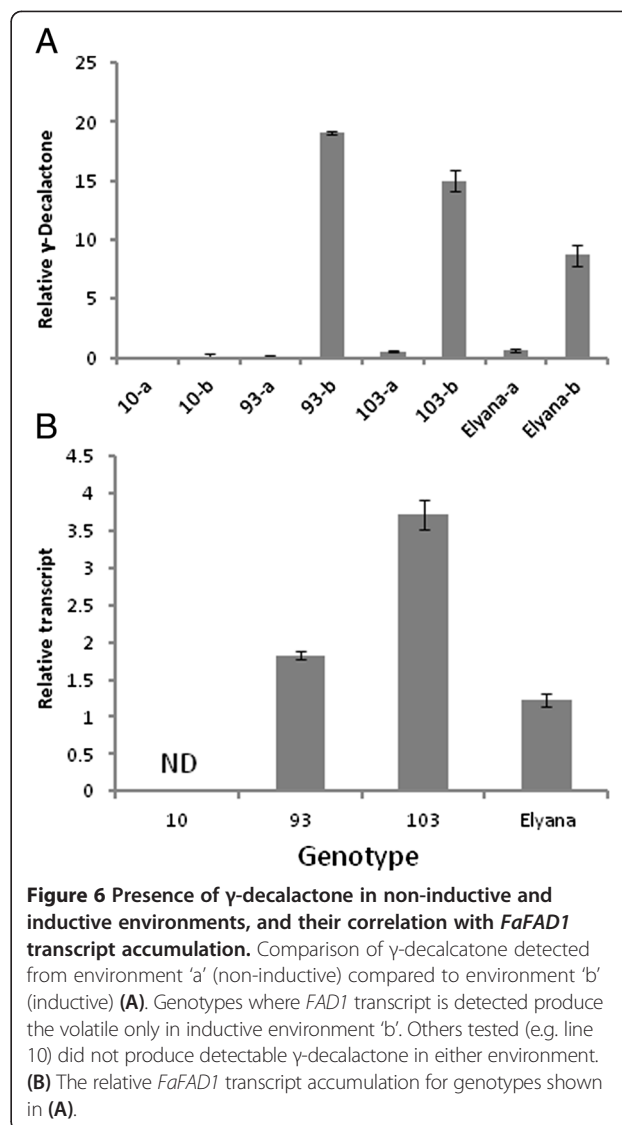 A
Relative γ-Decalactone
25
20
15
10
5
0
10-a
10-b
93-a
93-b
103-a
103-b
Elyana-a
Elyana-b
B
Relative transcript
4.5
4
3.5
3
2.5
2
1.5
1
0.5
0
ND
10
93
103
Elyana
Genotype
Figure 6 Presence of γ-decalactone in non-inductive and
inductive environments, and their correlation with FaFAD1
transcript accumulation. Comparison of γ-decalcatone detected
from environment 'a' (non-inductive) compared to environment 'b'
(inductive) (A). Genotypes where FAD1 transcript is detected produce
the volatile only in inductive environment 'b'. Others tested (e.g. line
10) did not produce detectable γ-decalactone in either environment.
(B) The relative FaFAD1 transcript accumulation for genotypes shown
in (A).